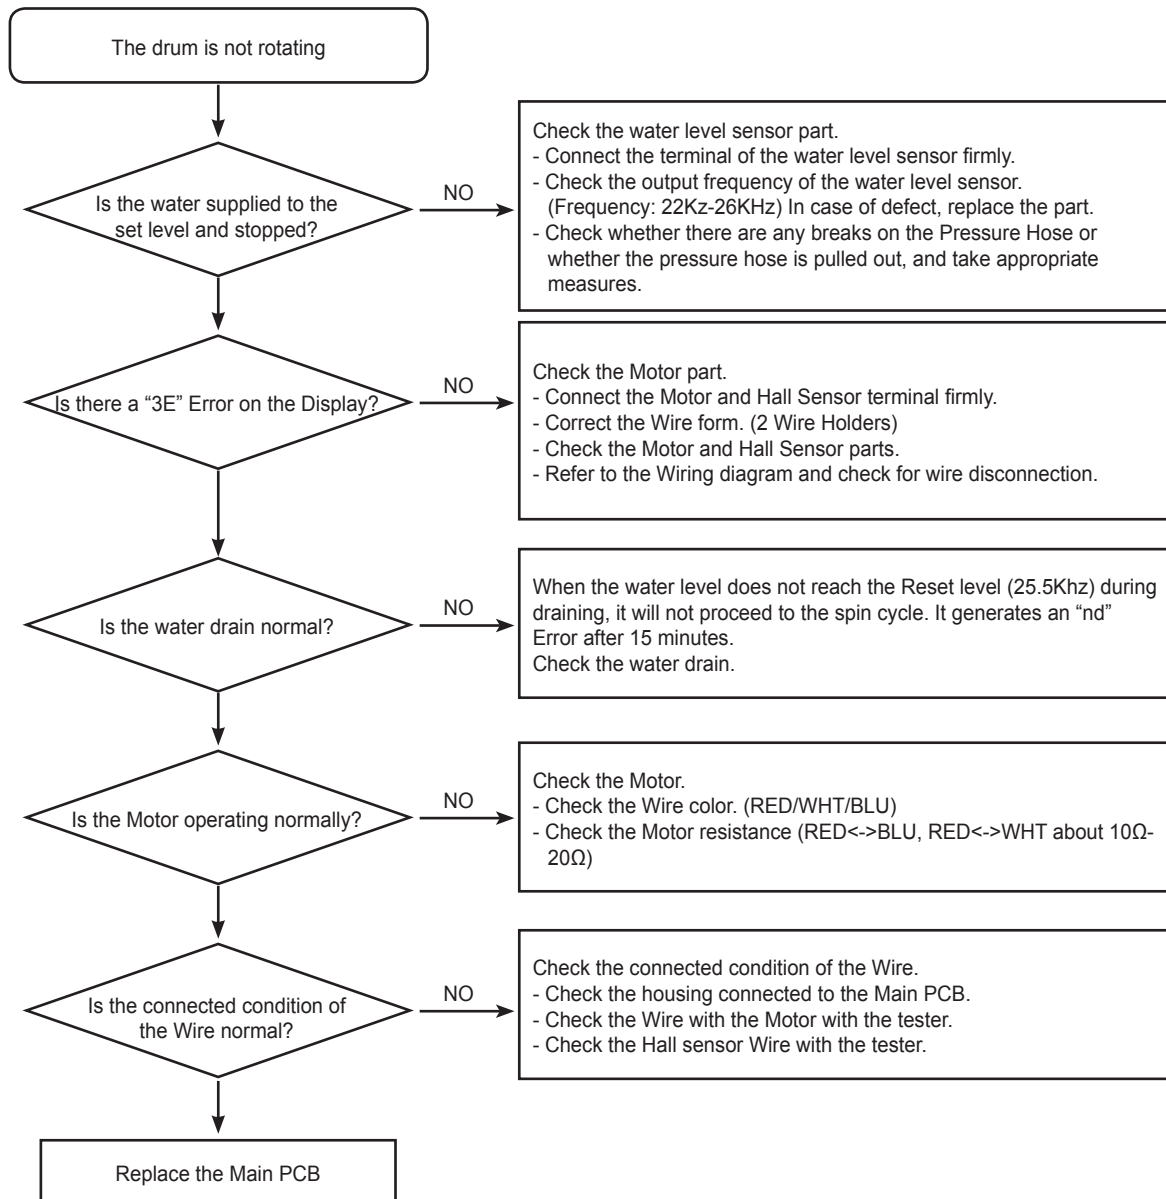 The drum is not rotating
Is the water supplied to the
set level and stopped?
NO
Check the water level sensor part.
- Connect the terminal of the water level sensor firmly.
- Check the output frequency of the water level sensor.
(Frequency: 22Kz-26KHz) In case of defect, replace the part.
- Check whether there are any breaks on the Pressure Hose or
whether the pressure hose is pulled out, and take appropriate
measures.
Is there a “3E” Error on the Display?
NO
Check the Motor part.
- Connect the Motor and Hall Sensor terminal firmly.
- Correct the Wire form. (2 Wire Holders)
- Check the Motor and Hall Sensor parts.
- Refer to the Wiring diagram and check for wire disconnection.
Is the water drain normal?
NO
When the water level does not reach the Reset level (25.5Khz) during
draining, it will not proceed to the spin cycle. It generates an “nd”
Error after 15 minutes.
Check the water drain.
Is the Motor operating normally?
NO
Check the Motor.
- Check the Wire color. (RED/WHT/BLU)
- Check the Motor resistance (RED<->BLU, RED<->WHT about 10Ω-
20Ω)
Is the connected condition of
the Wire normal?
NO
Check the connected condition of the Wire.
- Check the housing connected to the Main PCB.
- Check the Wire with the Motor with the tester.
- Check the Hall sensor Wire with the tester.
Replace the Main PCB